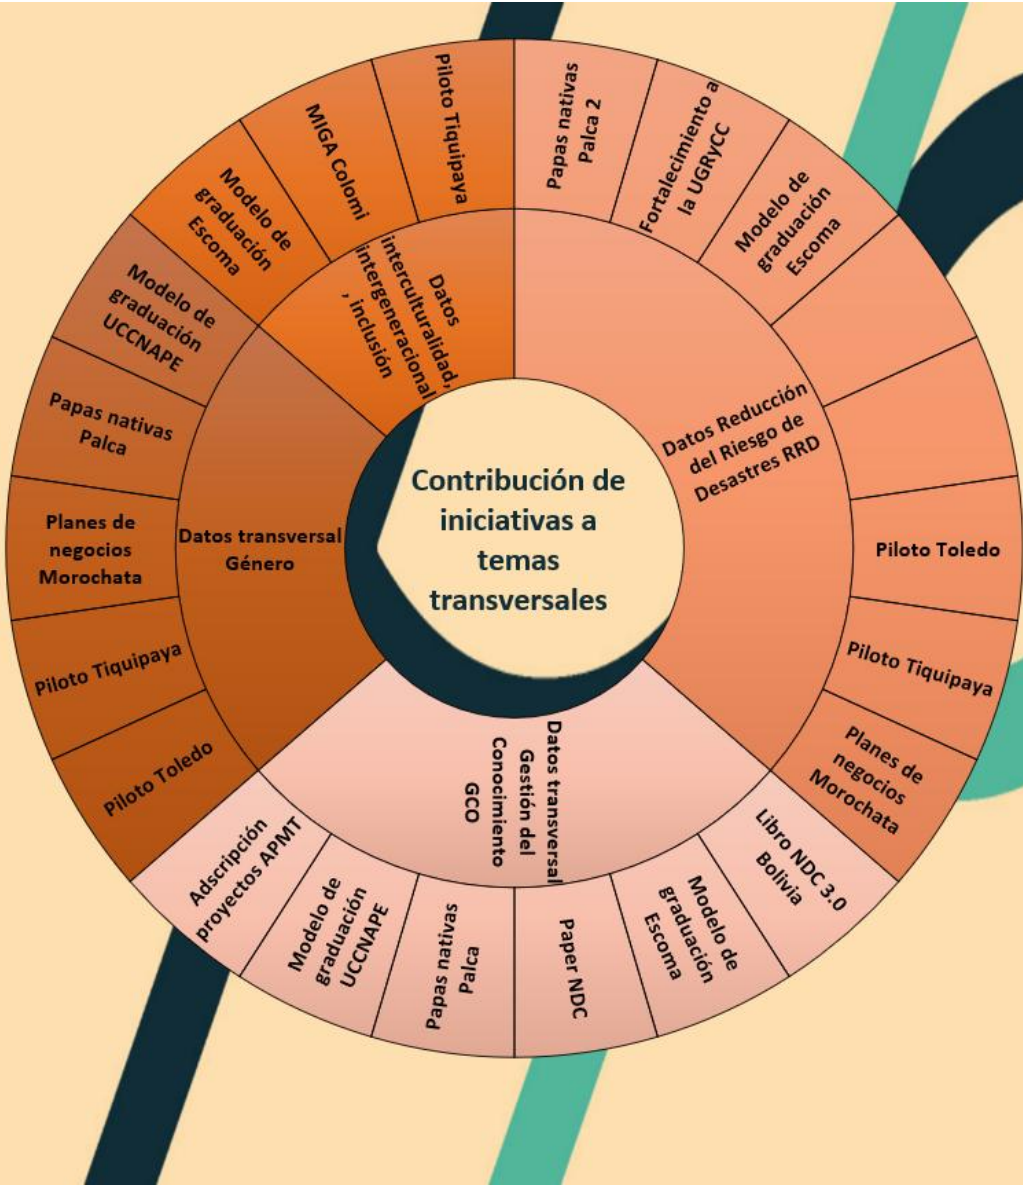 Contribución de
iniciativas a
temas
transversales
Datos Reducción
del Riesgo de
Desastres RRD
Papas nativas
Palca 2
Fortalecimiento a
la UGRyCC
Modelo de
graduación
Escoma
Piloto Toledo
Piloto Tiquipaya
Planes de
negocios
Morochata
Datos transversal
Gestión del
Conocimiento
GCO
Libro NDC 3.0
Bolivia
Modelo de
graduación
Escoma
Paper NDC
Papas nativas
Palca
Modelo de
graduación
UCCNAPE
Adscripción
proyectos APMT
Datos transversal
Género
Piloto Toledo
Piloto Tiquipaya
Planes de
negocios
Morochata
Papas nativas
Palca
Modelo de
graduación
UCCNAPE
Datos
interculturalidad,
intergeneracional
, inclusión
Modelo de
graduación
Escoma
MIGA Colomi
Piloto Tiquipaya